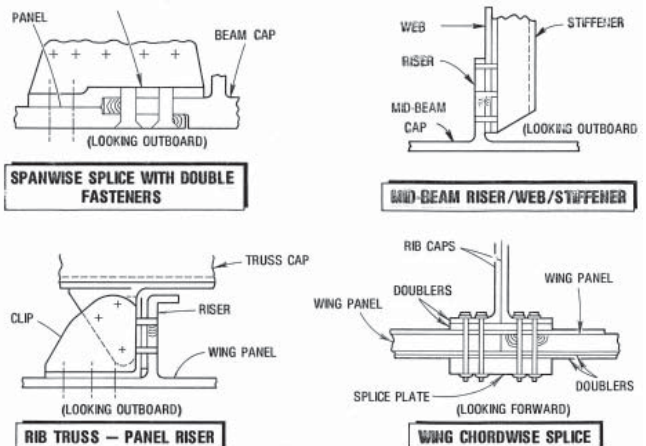 PANEL
BEAM CAP
(LOOKING OUTBOARD)
SPANWISE SPLICE WITH DOUBLE
FASTENERS
WEB
STIFFENER
RISER
MID-BEAM
CAP
(LOOKING OUTBOARD
MID-BEAM RISER/WEB/STIFFENER
TRUSS CAP
CLIP
RISER
WING PANEL
(LOOKING OUTBOARD)
RIB TRUSS — PANEL RISER
RIB CAPS
DOUBLERS
WING PANEL
WING PANEL
SPLICE PLATE
DOUBLERS
(LOOKING FORWARD)
WING CHORDWISE SPLICE